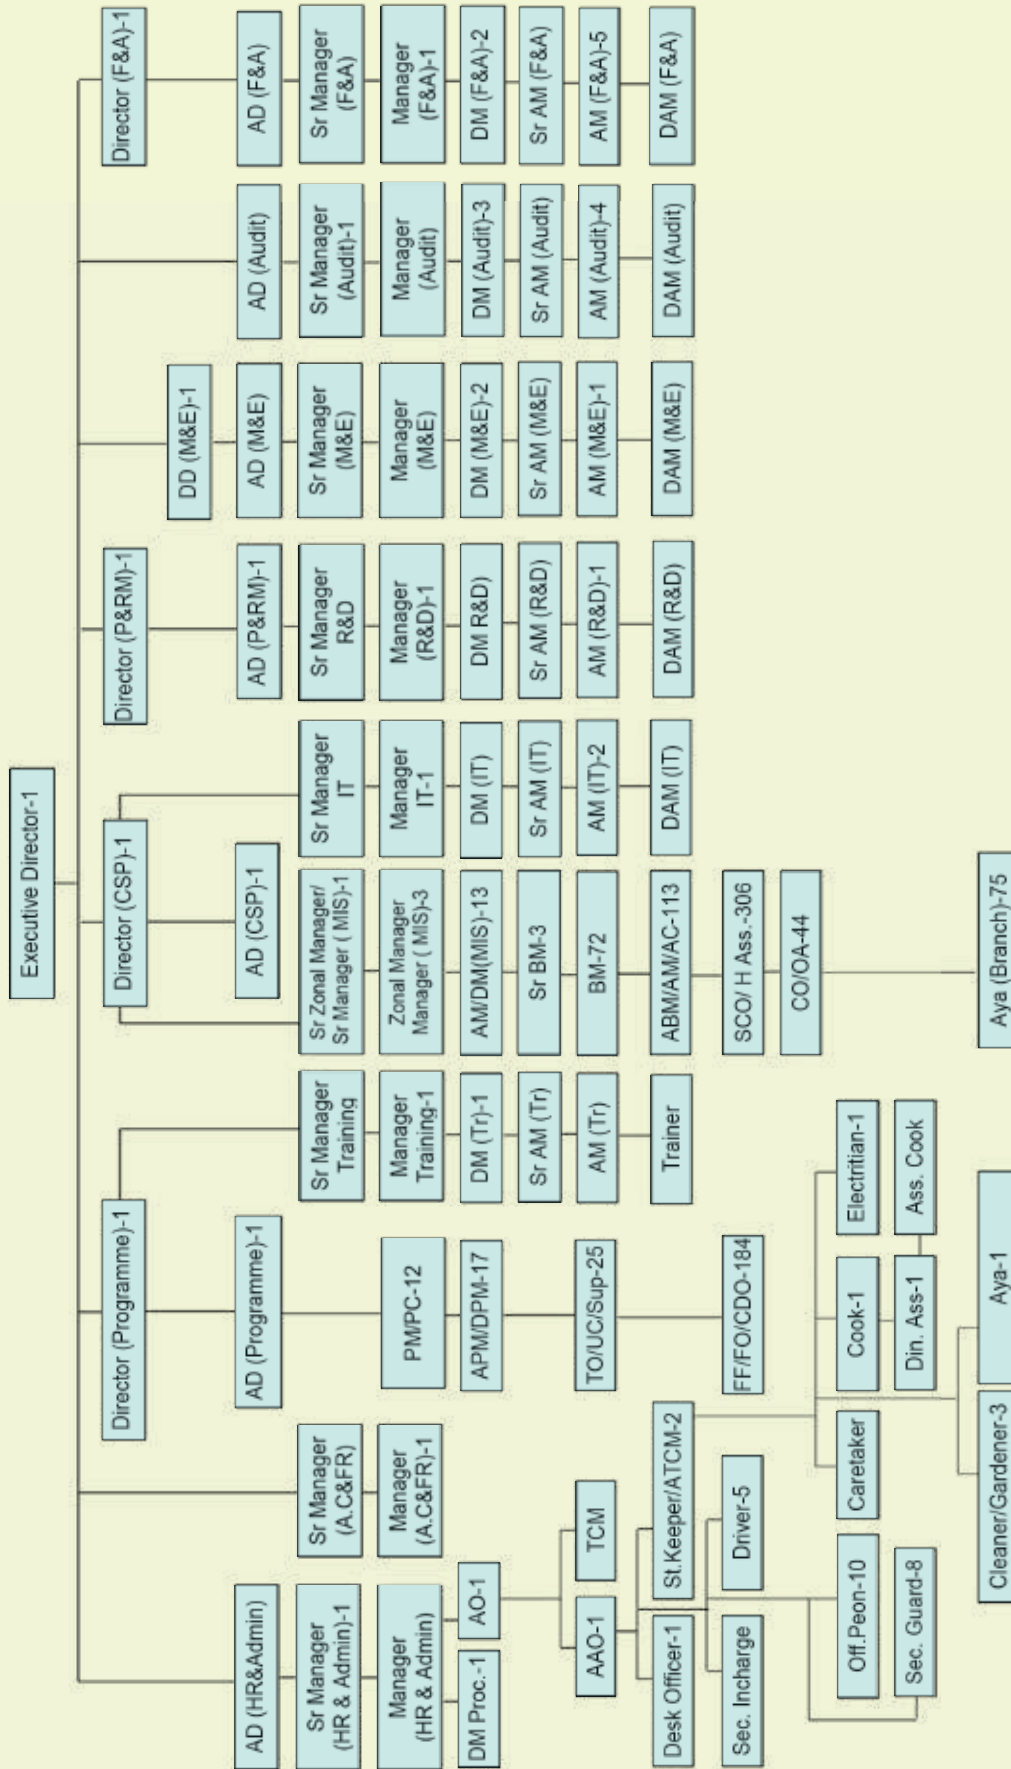 Executive Director-1
Director (Programme)-1
Director (CSP)-1
Director (P&RM)-1
Director (F&A)-1
DD (M&E)-1
AD (HR&Admin)
AD (Programme)-1
AD (CSP)-1
AD (P&RM)-1
AD (M&E)
AD (Audit)
AD (F&A)
Sr Manager
(HR & Admin)-1
Sr Manager
(A.C&FR)
Sr Manager
Training
Sr Zonal Manager/
Sr Manager ( MIS)-1
Sr Manager
IT
Sr Manager
R&D
Sr Manager
(M&E)
Sr Manager
(Audit)-1
Sr Manager
(F&A)
Manager
(HR & Admin)
Manager
(A.C&FR)-1
PM/PC-12
Manager
Training-1
Zonal Manager
Manager ( MIS)-3
Manager
IT-1
Manager
(R&D)-1
Manager
(M&E)
Manager
(Audit)
Manager
(F&A)-1
DM Proc.-1
AO-1
APM/DPM-17
DM (Tr)-1
AM/DM(MIS)-13
DM (IT)
DM R&D)
DM (M&E)-2
DM (Audit)-3
DM (F&A)-2
Sr AM (Tr)
Sr BM-3
Sr AM (IT)
Sr AM (R&D)
Sr AM (M&E)
Sr AM (Audit)
Sr AM (F&A)
AAO-1
TCM
TO/UC/Sup-25
AM (Tr)
BM-72
AM (IT)-2
AM (R&D)-1
AM (M&E)-1
AM (Audit)-4
AM (F&A)-5
Desk Officer-1
St.Keeper/ATCM-2
Trainer
ABM/AM/AC-113
DAM (IT)
DAM (R&D)
DAM (M&E)
DAM (Audit)
DAM (F&A)
Sec. Incharge
Driver-5
FF/FO/CDO-184
SCO/ H Ass.-306
CO/OA-44
Off.Peon-10
Caretaker
Cook-1
Electritian-1
Sec. Guard-8
Din. Ass-1
Ass. Cook
Cleaner/Gardener-3
Aya-1
Aya (Branch)-75